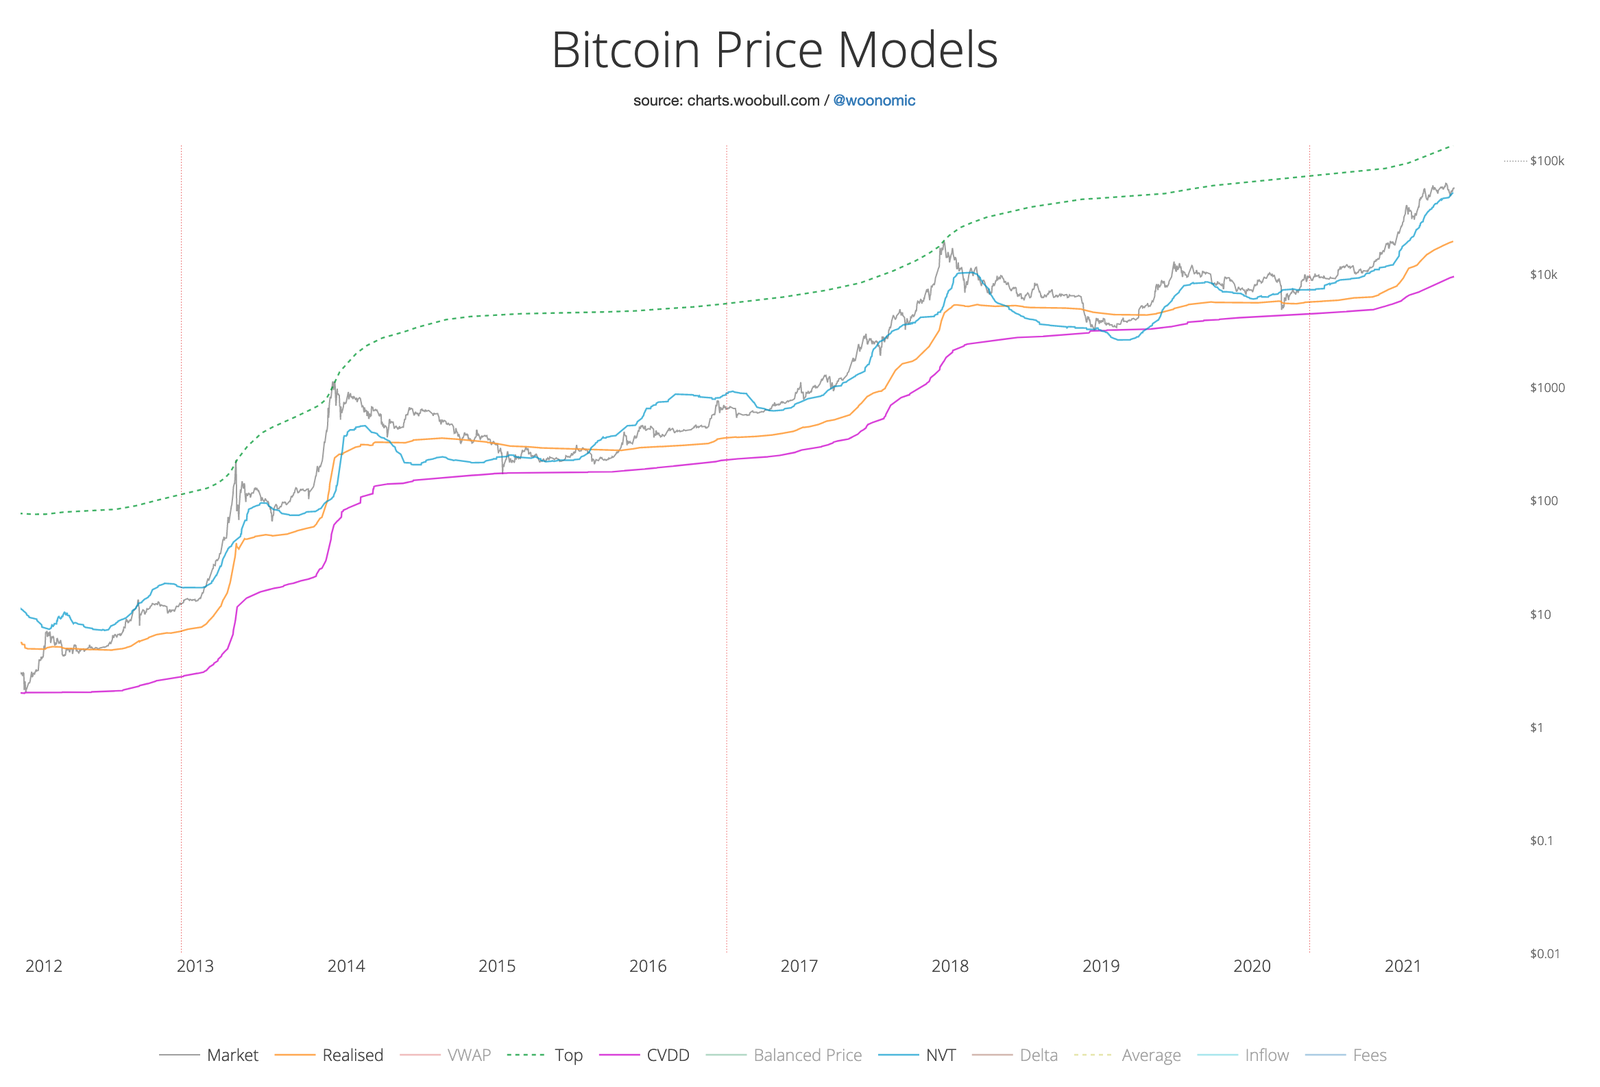 Bitcoin Price Models
source: charts.woobull.com / @woonomic
$100k
$10k
$1000
$100
$10
$1
$0.1
$0.01
2012 2013 2014 2015 2016 2017 2018 2019 2020 2021
Market Realised VWAP Top CVDD Balanced Price NVT Delta Average Inflow Fees